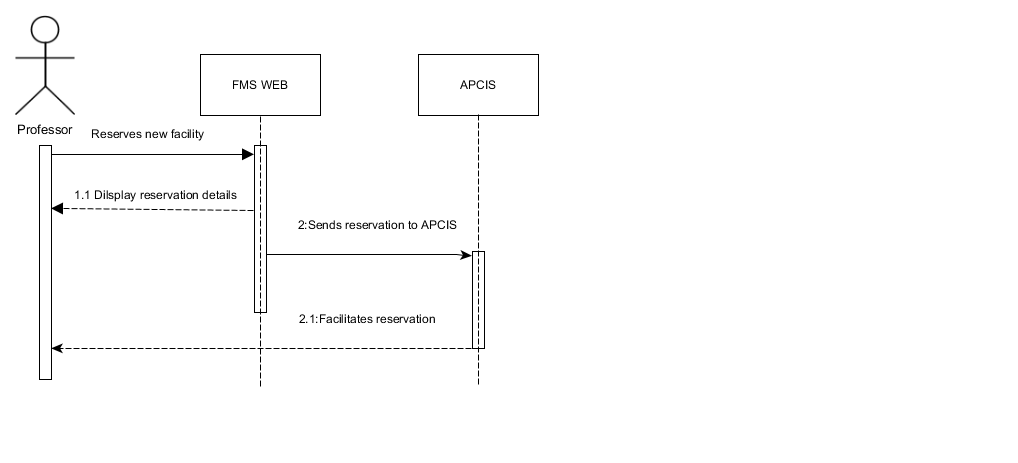 FMS WEB
APCIS
Professor
Reserves new facility
1.1 Dilsplay reservation details
2:Sends reservation to APCIS
2.1:Facilitates reservation